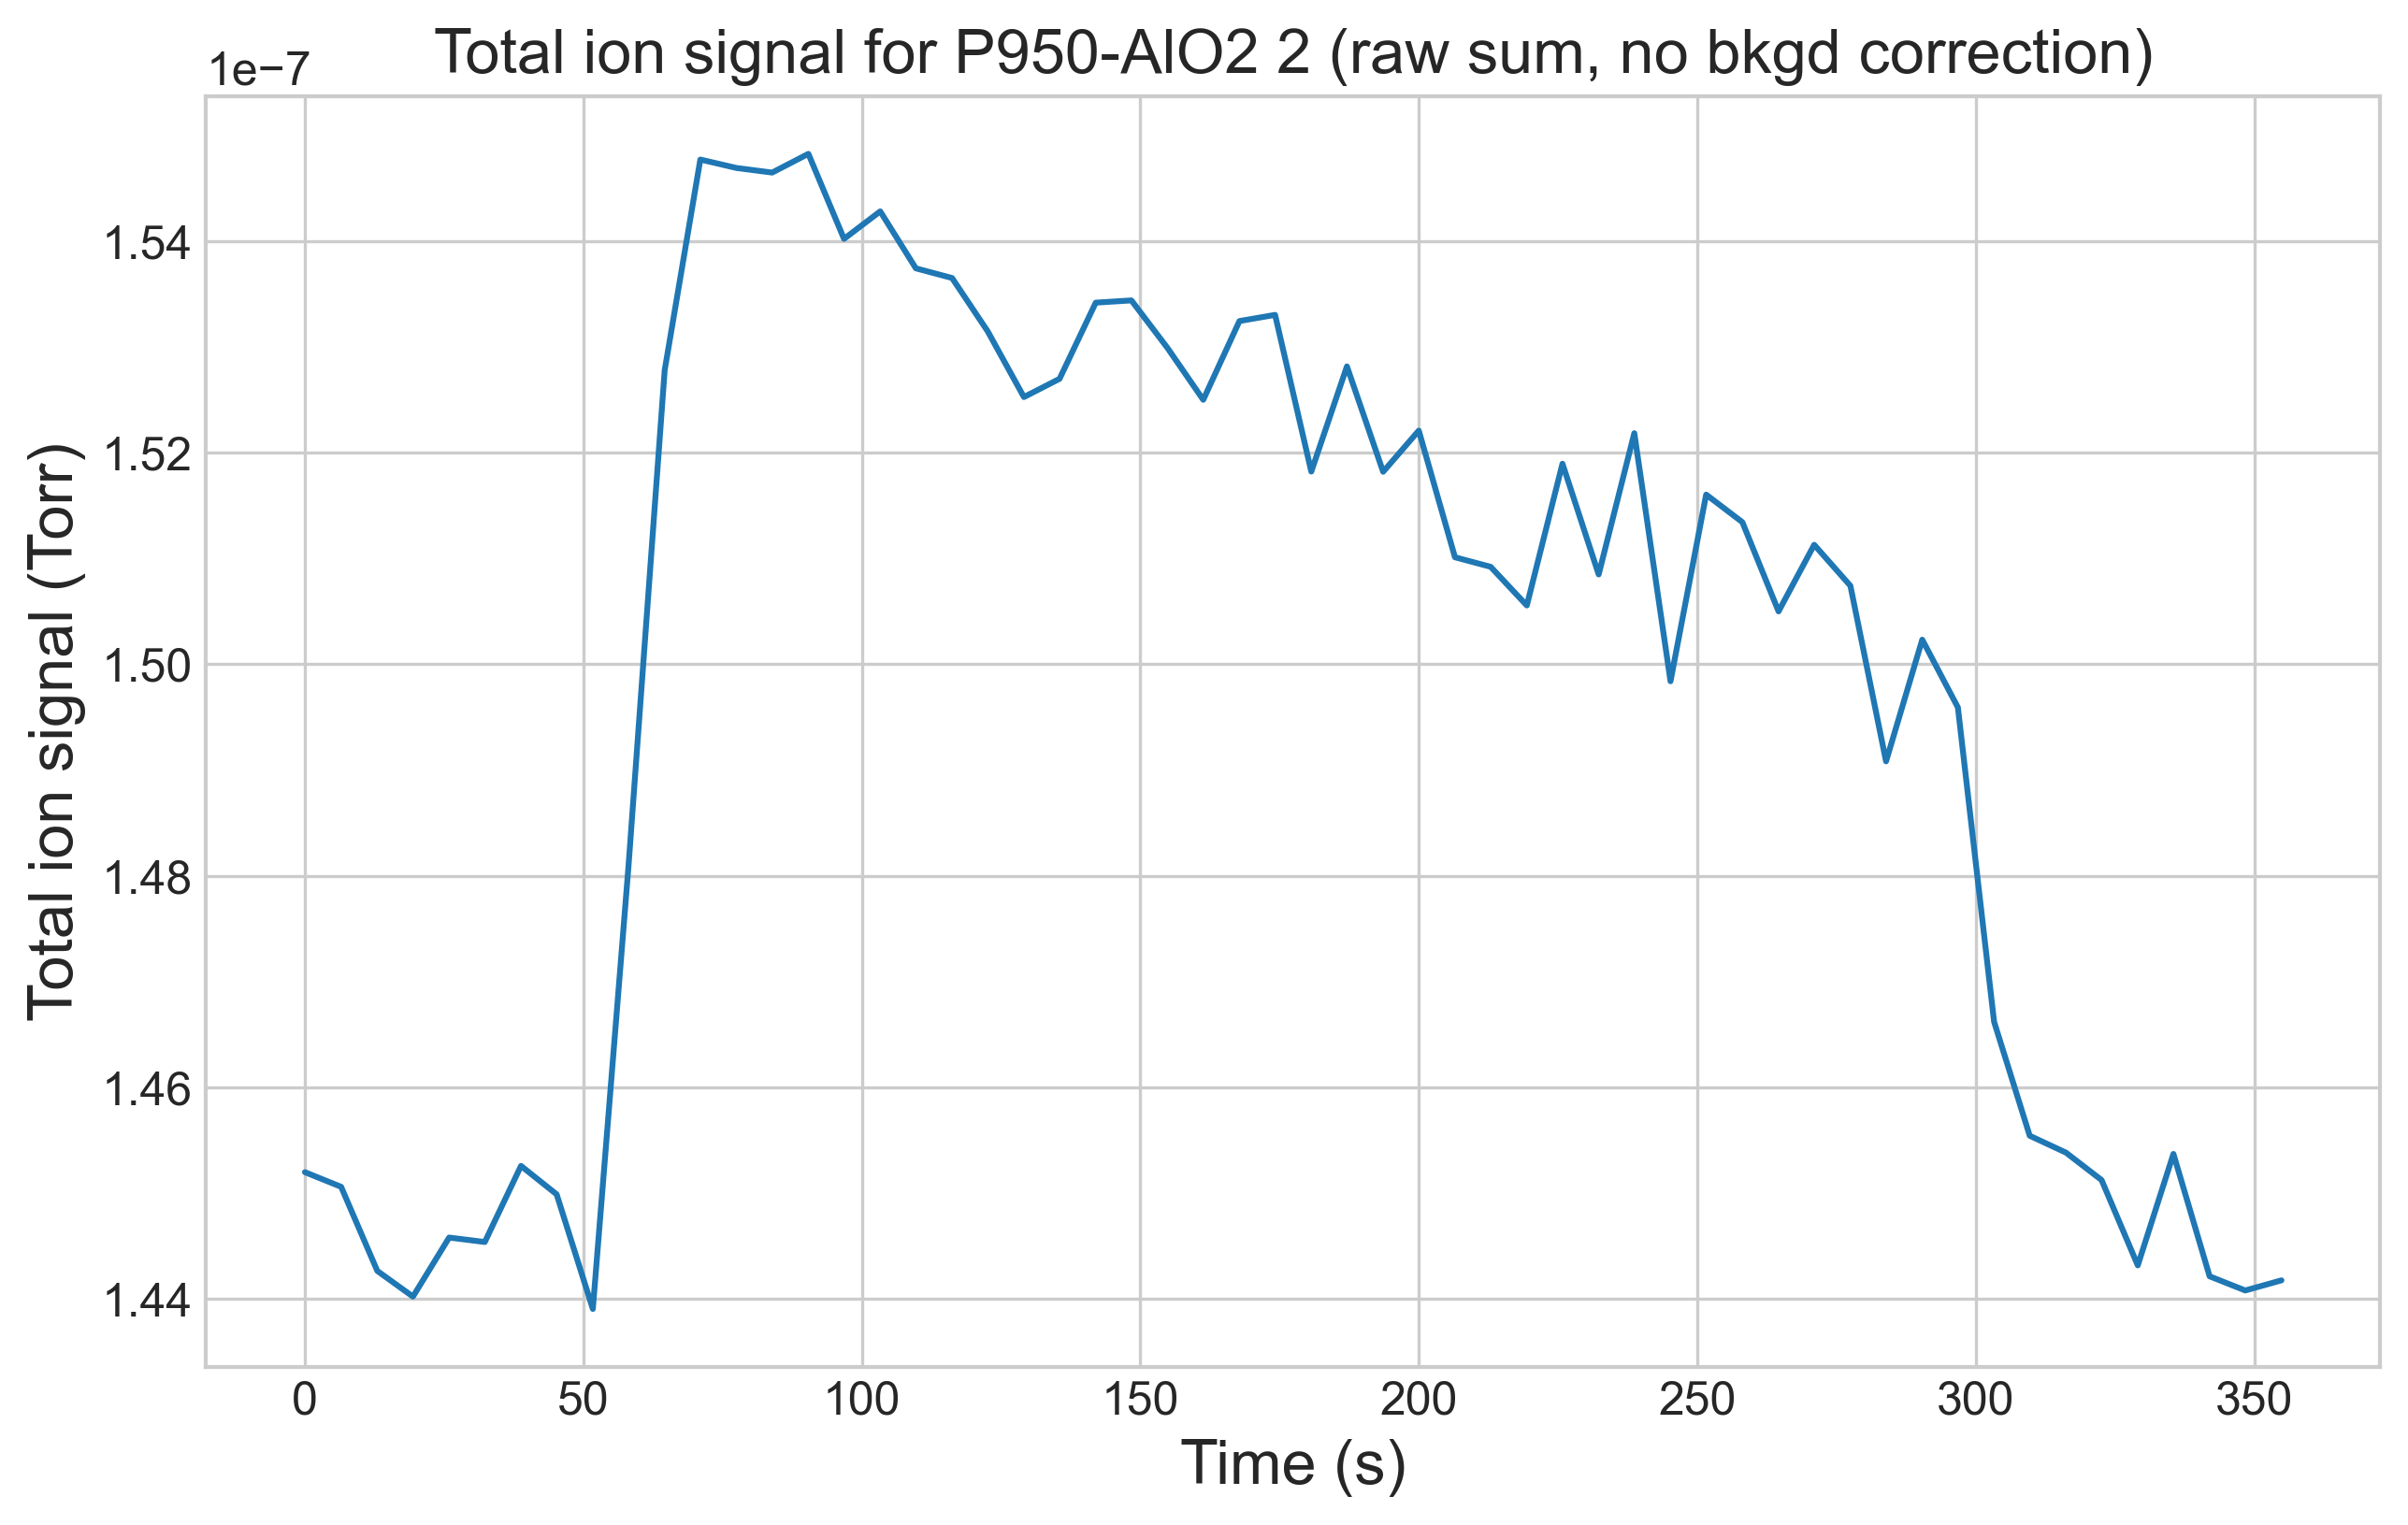 Total ion signal for P950-AlO2 2 (raw sum, no bkgd correction)
1e−7
1.54
1.52
1.50
1.48
1.46
1.44
Total ion signal (Torr)
0 50 100 150 200 250 300 350
Time (s)